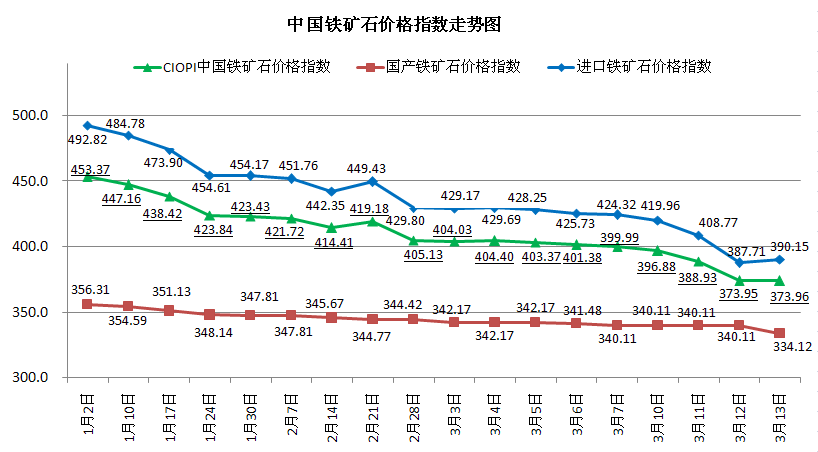 中国铁矿石价格指数走势图
CIOPI中国铁矿石价格指数 国产铁矿石价格指数 进口铁矿石价格指数
500.0
450.0
400.0
350.0
300.0
492.82 484.78 473.90 454.61 454.17 451.76 442.35 449.43 429.80 429.17 429.69 428.25 425.73 424.32 419.96 408.77 387.71 390.15
453.37 447.16 438.42 423.84 423.43 421.72 414.41 419.18 405.13 404.03 404.40 403.37 401.38 399.99 396.88 388.93 373.95 373.96
356.31 354.59 351.13 348.14 347.81 347.81 345.67 344.77 344.42 342.17 342.17 342.17 341.48 340.11 340.11 340.11 340.11 334.12
1月2日 1月10日 1月17日 1月24日 1月30日 2月7日 2月14日 2月21日 2月28日 3月3日 3月4日 3月5日 3月6日 3月7日 3月10日 3月11日 3月12日 3月13日